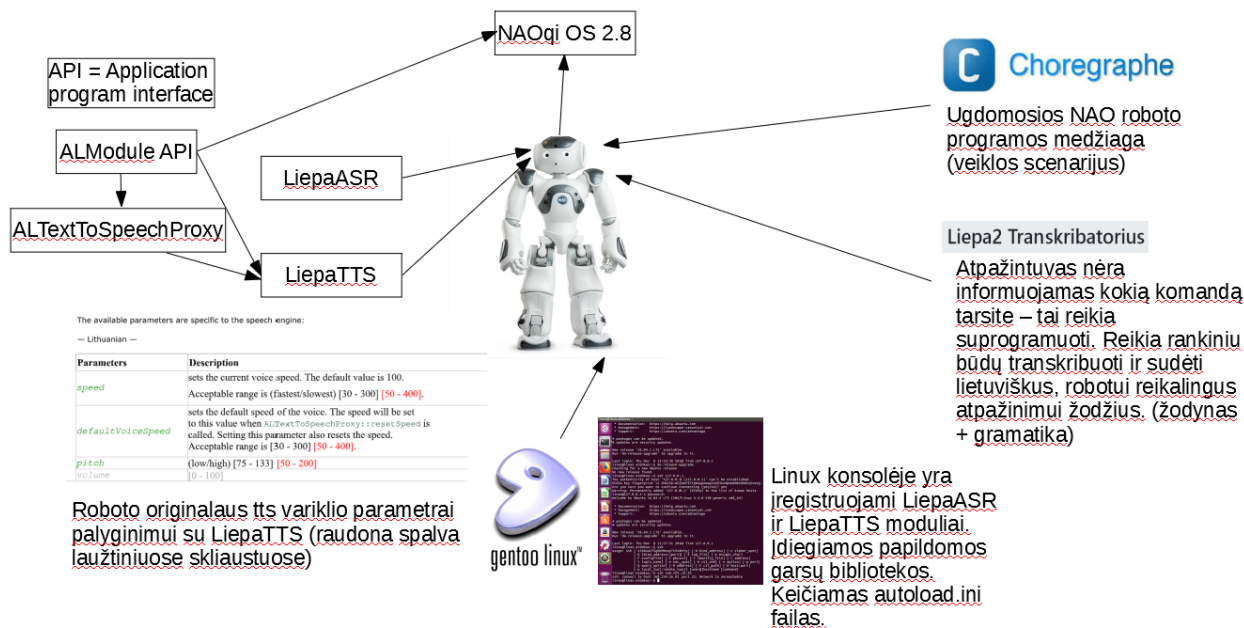 NAOqi OS 2.8
API = Application
program interface
ALModule API
LiepaASR
ALTextToSpeechProxy
LiepaTTS
Choregraphe
Ugdomosios NAO roboto
programos medžiaga
(veiklos scenarijus)
Liepa2 Transkribatorius
Atpažintuvas nėra
informuojamas kokią komandą
tarsite – tai reikia
suprogramuoti. Reikia rankiniu
būdų transkribuoti ir sudėti
lietuviškus, robotui reikalingus
atpažinimui žodžius. (žodynas
+ gramatika)
The available parameters are specific to the speech engine:
— Lithuanian —
Parameters Description
speed
sets the current voice speed. The default value is 100.
Acceptable range is (fastest/slowest) [30 - 300] [50 - 400].
defaultVoiceSpeed
sets the default speed of the voice. The speed will be set
to this value when ALTextToSpeechProxy::resetSpeed is
called. Setting this parameter also resets the speed.
Acceptable range is [30 - 300] [50 - 400].
pitch (low/high) [75 - 133] [50 - 200]
volume [0 - 100]
Roboto originalaus tts variklio parametrai
palyginimui su LiepaTTS (raudona spalva
laužtiniuose skliaustuose)
gentoo linux™
Linux konsolėje yra
įregistruojami LiepaASR
ir LiepaTTS moduliai.
Įdiegiamos papildomos
garsų bibliotekos.
Keičiamas autoload.ini
failas.